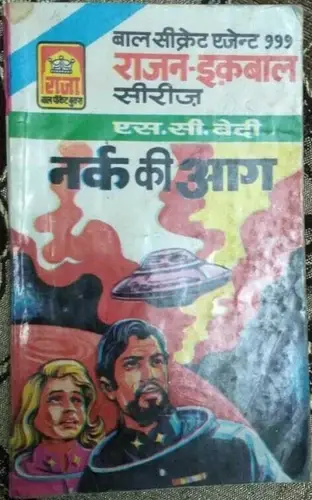 बाल सीक्रेट एजेन्ट 999
राजन-इक़बाल
सीरीज़
राजा
बाल पॉकेट बुक्स
एस. सी. बेदी
नर्क की आग